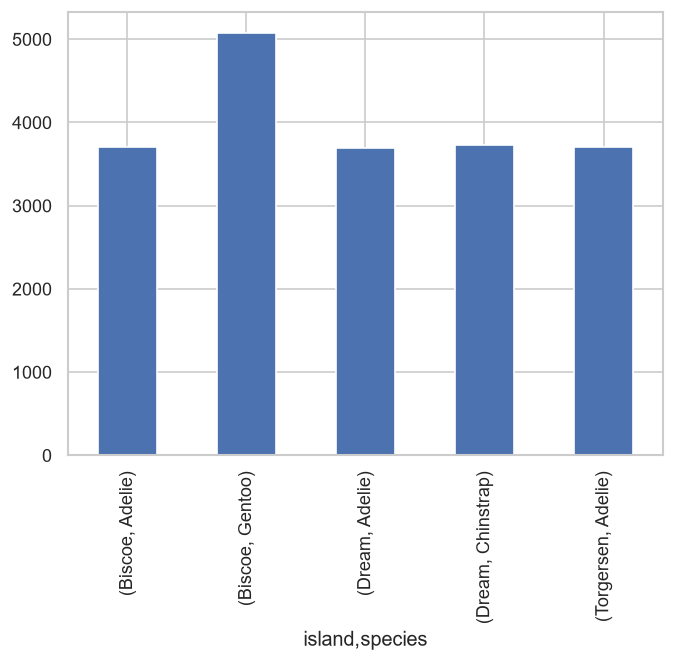 5000
4000
3000
2000
1000
0
(Biscoe, Adelie)
(Biscoe, Gentoo)
(Dream, Adelie)
(Dream, Chinstrap)
(Torgersen, Adelie)
island,species